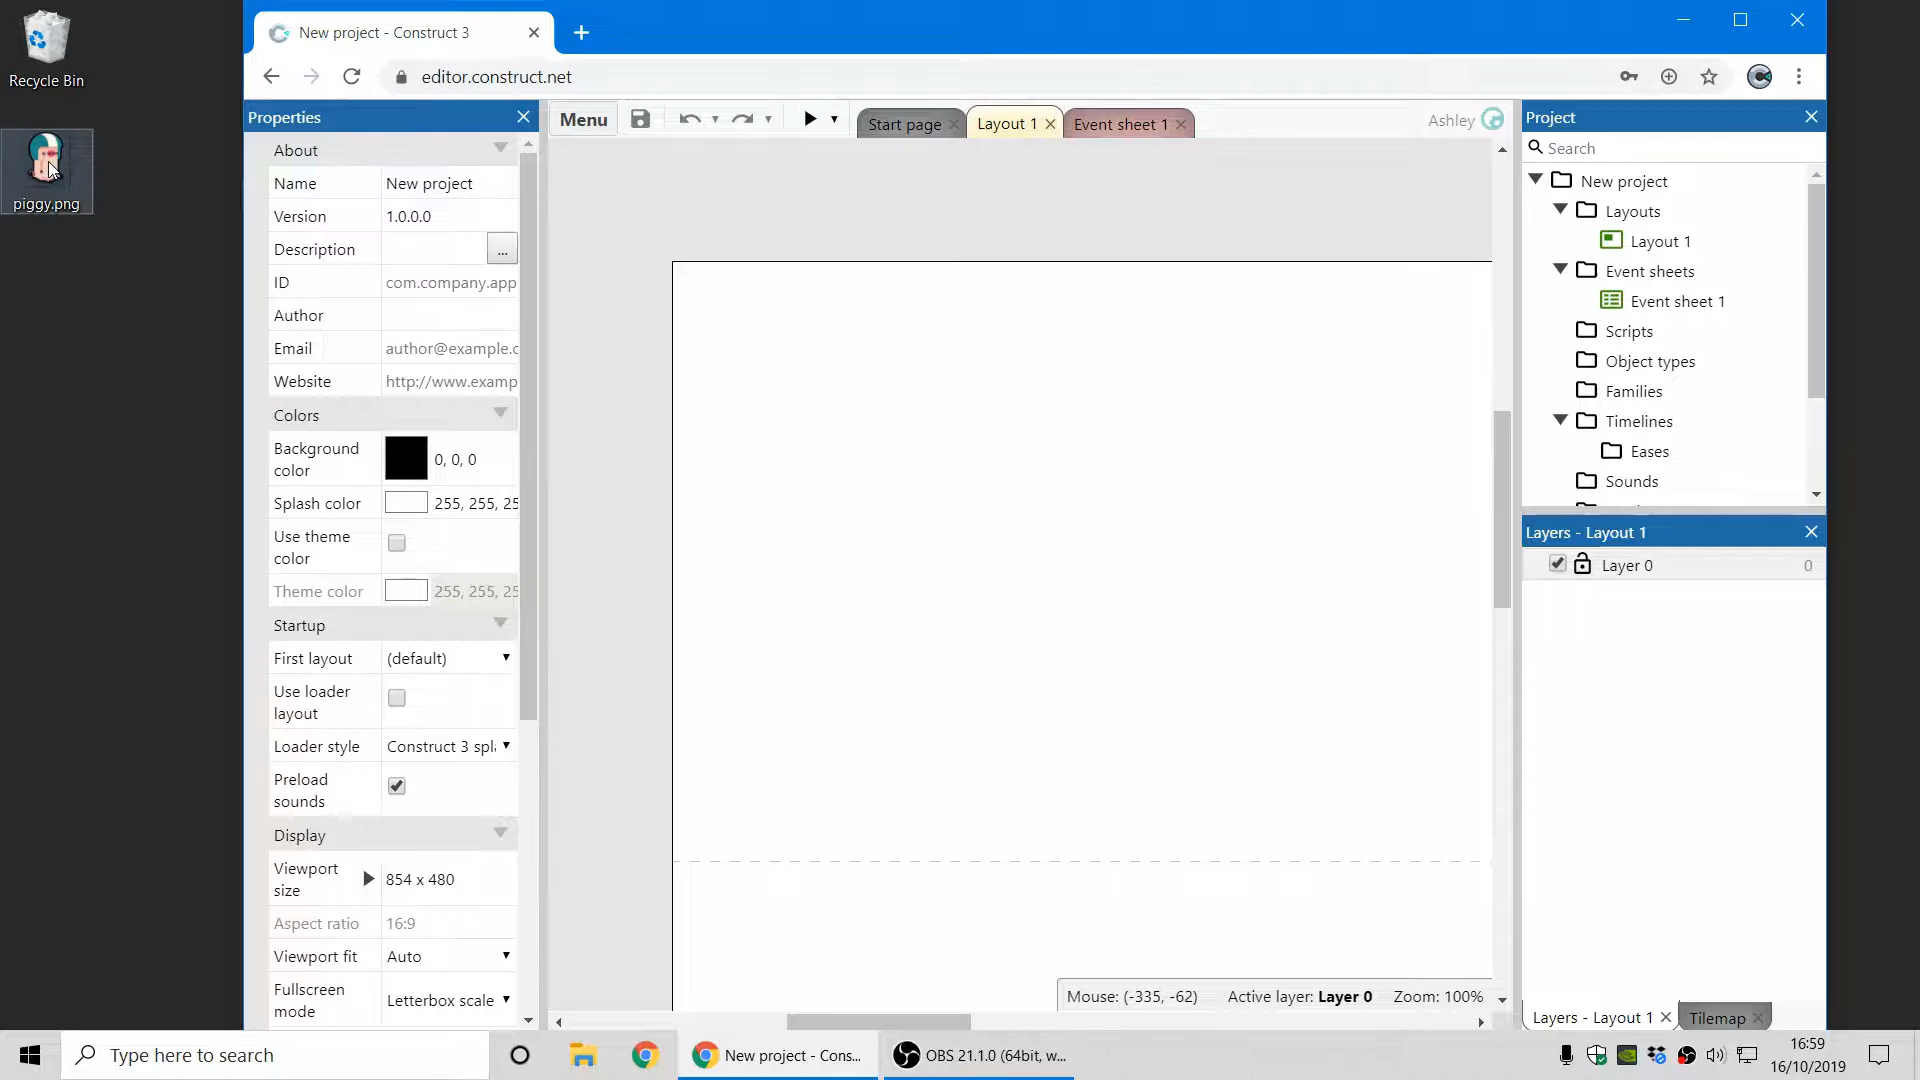 Recycle Bin
piggy.png
New project - Construct 3
editor.construct.net
Properties
About
Name
New project
Version
1.0.0.0
Description
...
ID
com.company.app
Author
Email
author@example.c
Website
http://www.examp
Colors
Background
color
0, 0, 0
Splash color
255, 255, 25
Use theme
color
Theme color
255, 255, 25
Startup
First layout
(default)
Use loader
layout
Loader style
Construct 3 spl
Preload
sounds
Display
Viewport
size
854 x 480
Aspect ratio
16:9
Viewport fit
Auto
Fullscreen
mode
Letterbox scale
Menu
Start page
Layout 1
Event sheet 1
Ashley
Mouse: (-335, -62)
Active layer: Layer 0
Zoom: 100%
Project
Search
New project
Layouts
Layout 1
Event sheets
Event sheet 1
Scripts
Object types
Families
Timelines
Eases
Sounds
Layers - Layout 1
Layer 0
0
Layers - Layout 1
Tilemap
Type here to search
New project - Cons...
OBS 21.1.0 (64bit, w...
16:59
16/10/2019